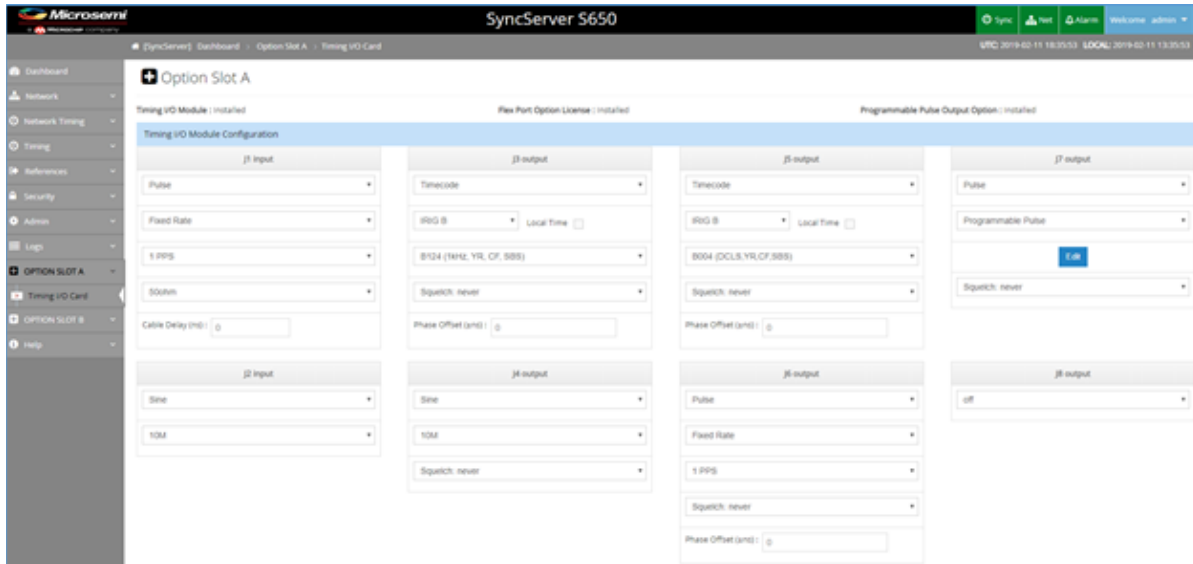 Microsemi
a MICROCHIP company
SyncServer S650
Sync
Net
Alarm
Welcome admin
[SyncServer] Dashboard > Option Slot A > Timing I/O Card
UTC: 2019-02-11 18:35:53 LOCAL: 2019-02-11 13:35:53
Dashboard
Network
Network Timing
Timing
References
Security
Admin
Logs
OPTION SLOT A
Timing I/O Card
OPTION SLOT B
Help
Option Slot A
Timing I/O Module : Installed
Flex Port Option License : Installed
Programmable Pulse Output Option : Installed
Timing I/O Module Configuration
J1 input
Pulse
Fixed Rate
1 PPS
50ohm
Cable Delay (ns) : 0
J3 output
Timecode
IRIG B
Local Time
B124 (1kHz, YR, CF, SBS)
Squelch: never
Phase Offset (±ns) : 0
J5 output
Timecode
IRIG B
Local Time
B004 (DCLS,YR,CF,SBS)
Squelch: never
Phase Offset (±ns) : 0
J7 output
Pulse
Programmable Pulse
Edit
Squelch: never
J2 input
Sine
10M
J4 output
Sine
10M
Squelch: never
J6 output
Pulse
Fixed Rate
1 PPS
Squelch: never
Phase Offset (±ns) : 0
J8 output
off